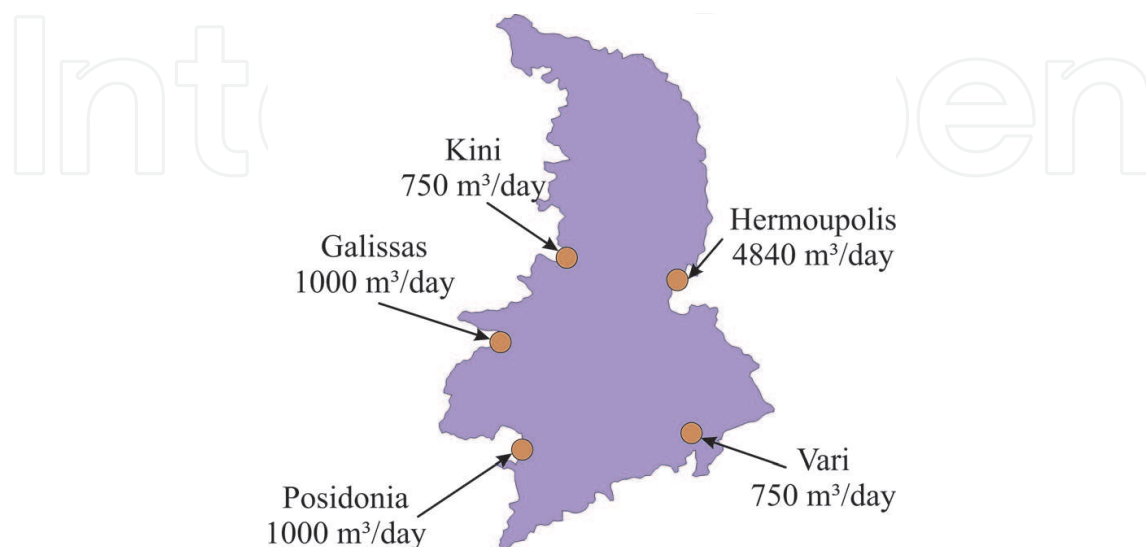 Kini
750 m³/day
Hermoupolis
4840 m³/day
Galissas
1000 m³/day
Vari
750 m³/day
Posidonia
1000 m³/day